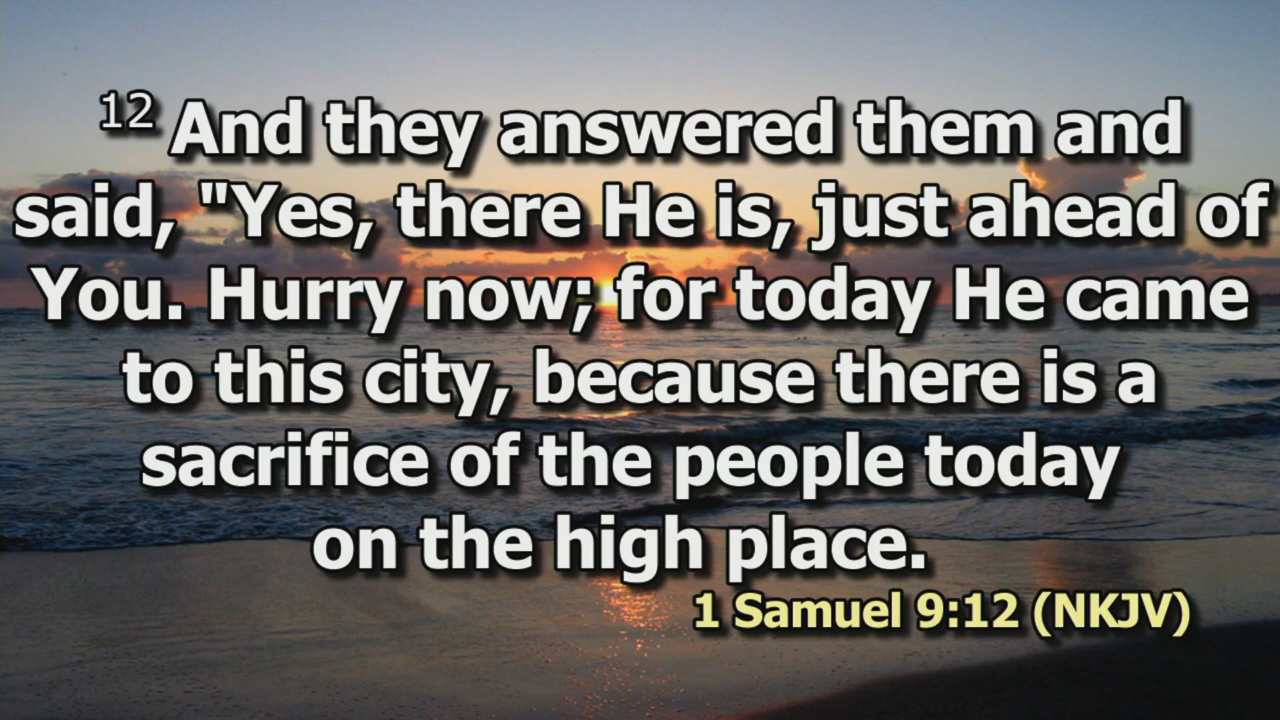 12 And they answered them and
said, "Yes, there He is, just ahead of
You. Hurry now; for today He came
to this city, because there is a
sacrifice of the people today
on the high place.
1 Samuel 9:12 (NKJV)